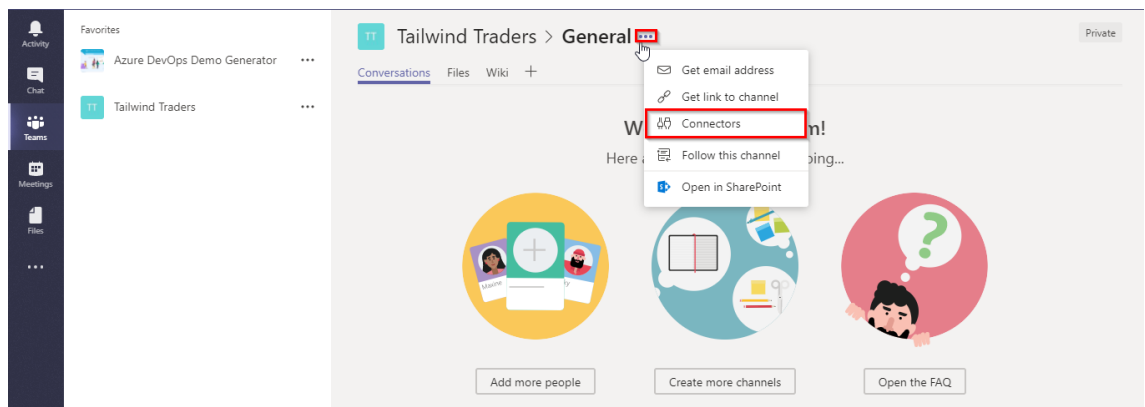 Activity
Chat
Teams
Meetings
Files
Favorites
Azure DevOps Demo Generator
TT Tailwind Traders
TT Tailwind Traders > General
Private
Conversations Files Wiki
Get email address
Get link to channel
Connectors
Follow this channel
Open in SharePoint
W m!
Here ping...
Maxine
Add more people
Create more channels
Open the FAQ